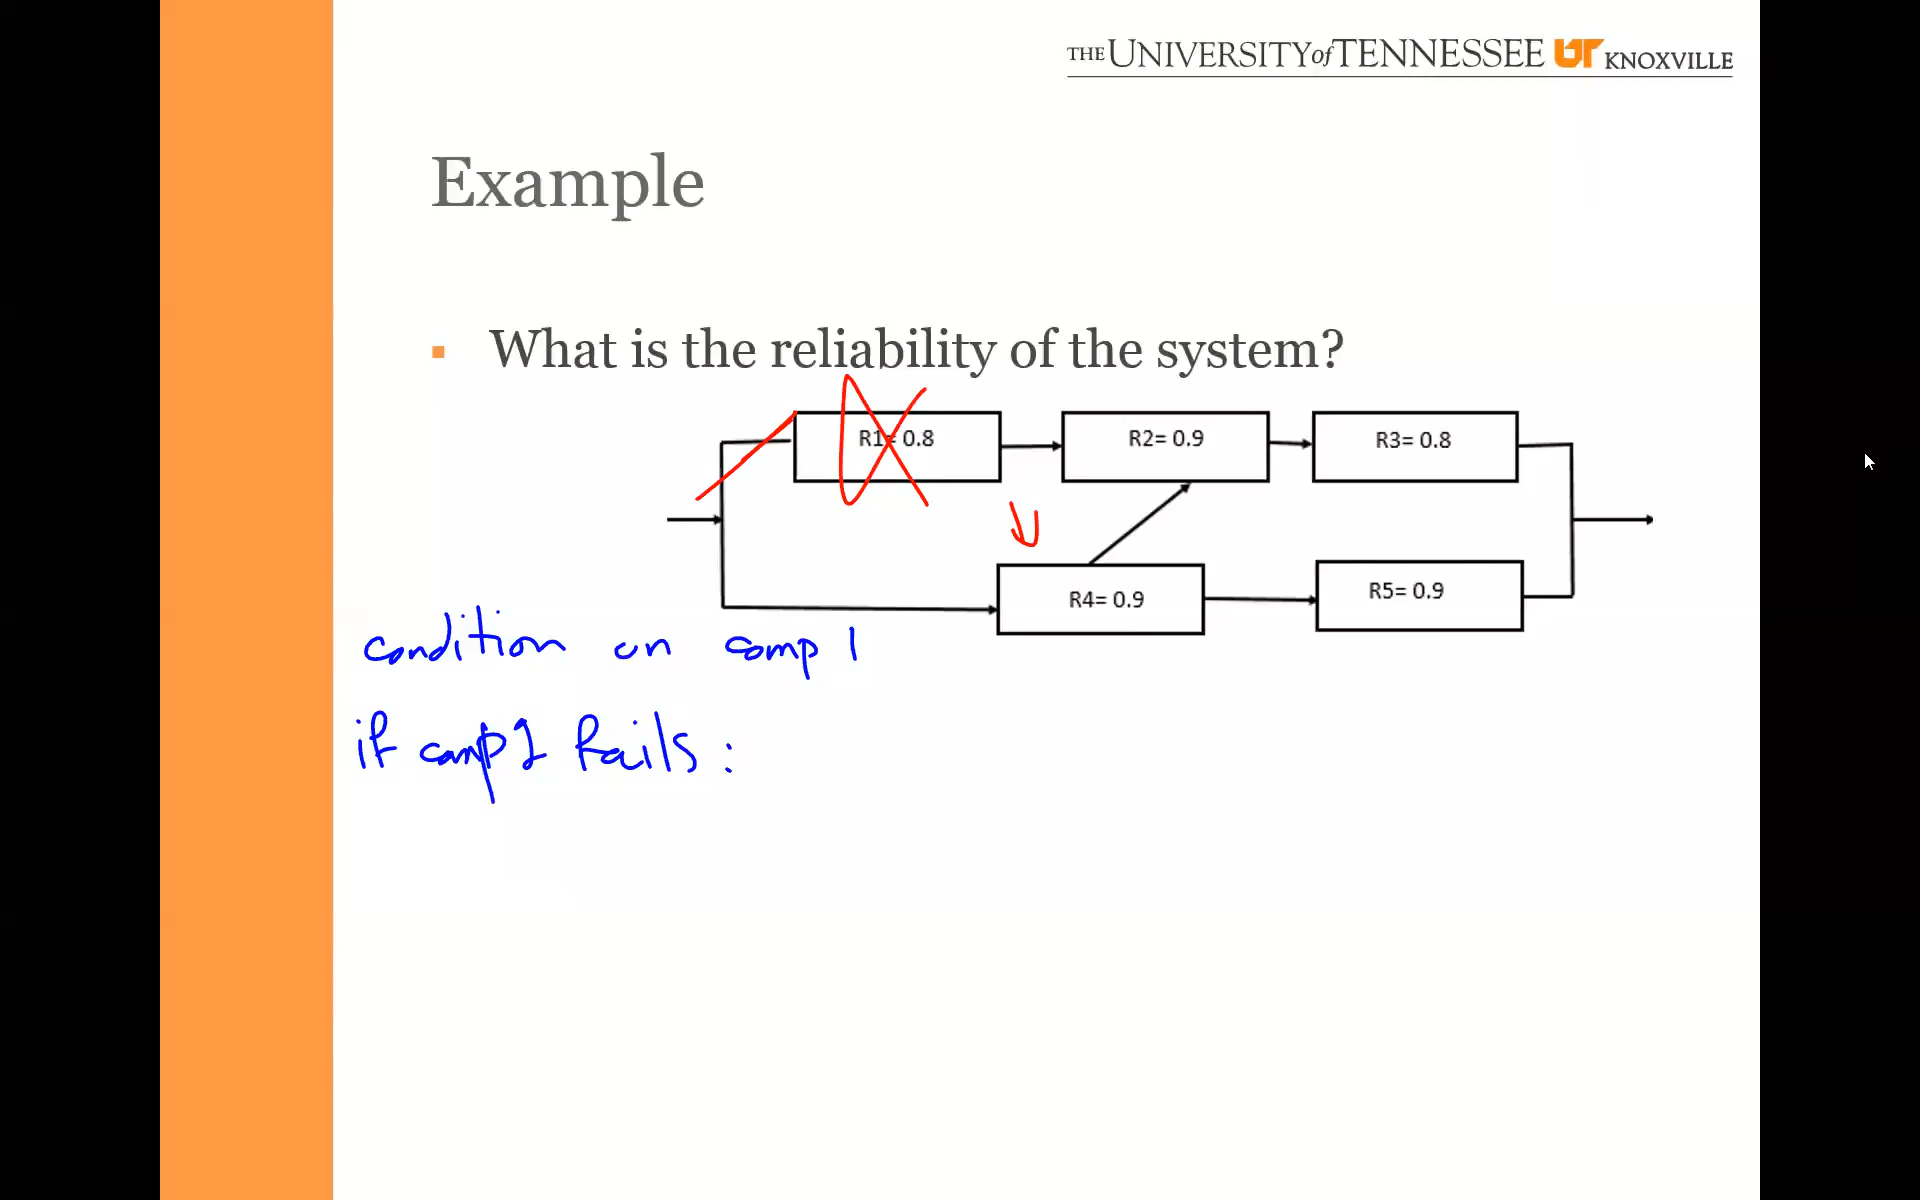 THE UNIVERSITY of TENNESSEE UT KNOXVILLE
Example
What is the reliability of the system?
R1= 0.8
R2= 0.9
R3= 0.8
R4= 0.9
R5= 0.9
condition on comp 1
if comp 1 fails :